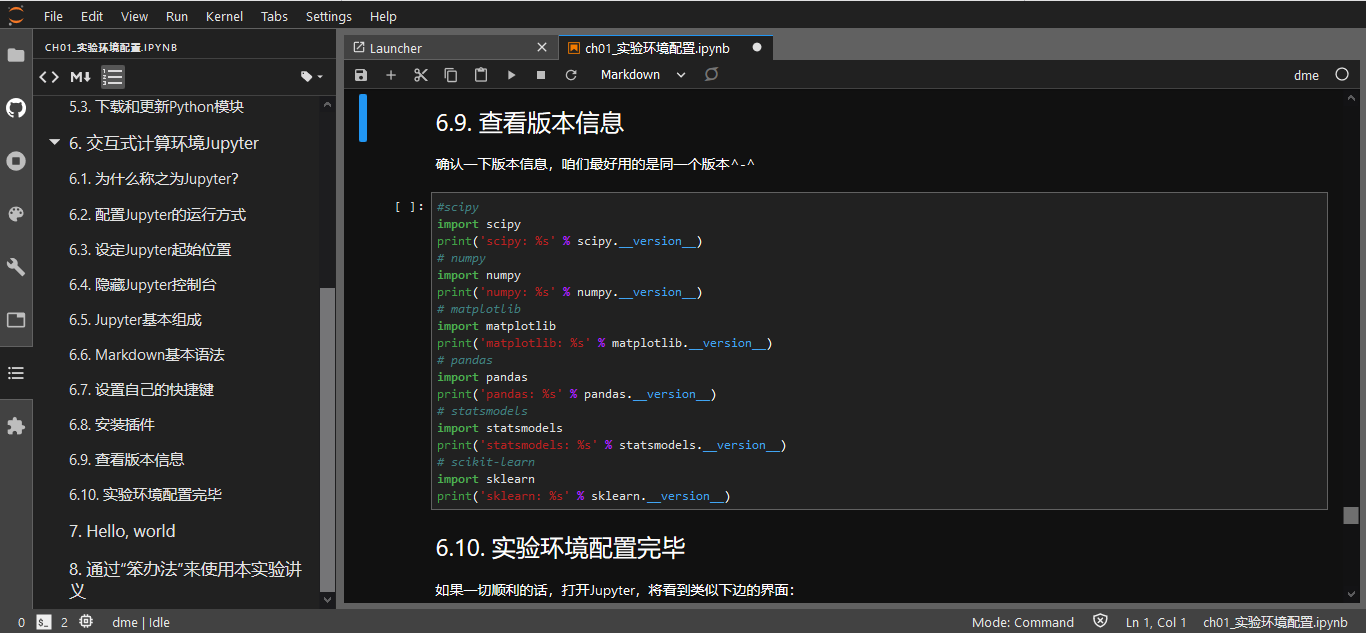 File Edit View Run Kernel Tabs Settings Help
CH01_实验环境配置.IPYNB
5.3. 下载和更新Python模块
6. 交互式计算环境Jupyter
6.1. 为什么称之为Jupyter?
6.2. 配置Jupyter的运行方式
6.3. 设定Jupyter起始位置
6.4. 隐藏Jupyter控制台
6.5. Jupyter基本组成
6.6. Markdown基本语法
6.7. 设置自己的快捷键
6.8. 安装插件
6.9. 查看版本信息
6.10. 实验环境配置完毕
7. Hello, world
8. 通过“笨办法”来使用本实验讲
义
Launcher
ch01_实验环境配置.ipynb
Markdown
dme
6.9. 查看版本信息
确认一下版本信息，咱们最好用的是同一个版本^-^
[ ]:
#scipy
import scipy
print('scipy: %s' % scipy.__version__)
# numpy
import numpy
print('numpy: %s' % numpy.__version__)
# matplotlib
import matplotlib
print('matplotlib: %s' % matplotlib.__version__)
# pandas
import pandas
print('pandas: %s' % pandas.__version__)
# statsmodels
import statsmodels
print('statsmodels: %s' % statsmodels.__version__)
# scikit-learn
import sklearn
print('sklearn: %s' % sklearn.__version__)
6.10. 实验环境配置完毕
如果一切顺利的话，打开Jupyter，将看到类似下边的界面：
0 2 dme | Idle
Mode: Command Ln 1, Col 1 ch01_实验环境配置.ipynb